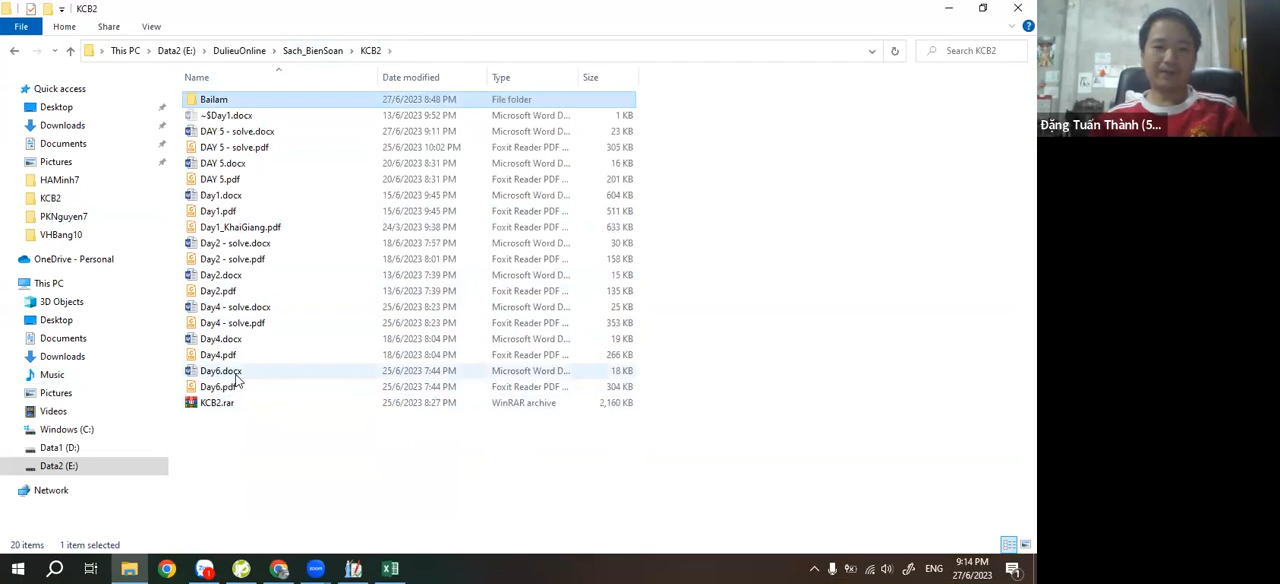 KCB2
File Home Share View
This PC Data2 (E:) DulieuOnline Sach_BienSoan KCB2
Search KCB2
Name Date modified Type Size
Quick access
Desktop
Downloads
Documents
Pictures
HAMinh7
KCB2
PKNguyen7
VHBang10
OneDrive - Personal
This PC
3D Objects
Desktop
Documents
Downloads
Music
Pictures
Videos
Windows (C:)
Data1 (D:)
Data2 (E:)
Network
Bailam 27/6/2023 8:48 PM File folder
~$Day1.docx 13/6/2023 9:52 PM Microsoft Word D... 1 KB
DAY 5 - solve.docx 27/6/2023 9:11 PM Microsoft Word D... 23 KB
DAY 5 - solve.pdf 25/6/2023 10:02 PM Foxit Reader PDF ... 305 KB
DAY 5.docx 20/6/2023 8:31 PM Microsoft Word D... 16 KB
DAY 5.pdf 20/6/2023 8:31 PM Foxit Reader PDF ... 201 KB
Day1.docx 15/6/2023 9:45 PM Microsoft Word D... 604 KB
Day1.pdf 15/6/2023 9:45 PM Foxit Reader PDF ... 511 KB
Day1_KhaiGiang.pdf 24/3/2023 9:38 PM Foxit Reader PDF ... 633 KB
Day2 - solve.docx 18/6/2023 7:57 PM Microsoft Word D... 30 KB
Day2 - solve.pdf 18/6/2023 8:01 PM Foxit Reader PDF ... 158 KB
Day2.docx 13/6/2023 7:39 PM Microsoft Word D... 15 KB
Day2.pdf 13/6/2023 7:39 PM Foxit Reader PDF ... 135 KB
Day4 - solve.docx 25/6/2023 8:23 PM Microsoft Word D... 25 KB
Day4 - solve.pdf 25/6/2023 8:23 PM Foxit Reader PDF ... 353 KB
Day4.docx 18/6/2023 8:04 PM Microsoft Word D... 19 KB
Day4.pdf 18/6/2023 8:04 PM Foxit Reader PDF ... 266 KB
Day6.docx 25/6/2023 7:44 PM Microsoft Word D... 18 KB
Day6.pdf 25/6/2023 7:44 PM Foxit Reader PDF ... 304 KB
KCB2.rar 25/6/2023 8:27 PM WinRAR archive 2,160 KB
20 items 1 item selected
Đặng Tuấn Thành (5...
zoom
ENG
9:14 PM
27/6/2023